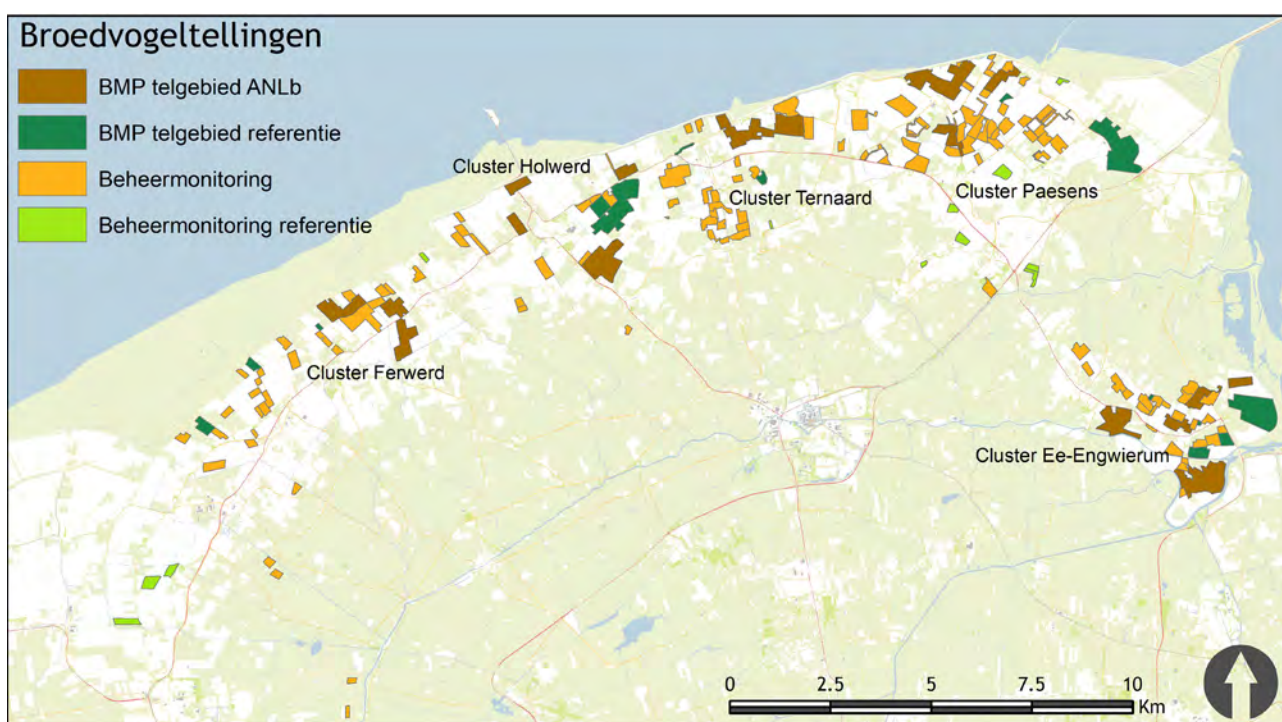 Broedvogeltellingen
BMP telgebied ANLb
BMP telgebied referentie
Beheermonitoring
Beheermonitoring referentie
Cluster Holwerd
Cluster Ternaard
Cluster Paesens
Cluster Ferwerd
Cluster Ee-Engwierum
0 2.5 5 7.5 10
Km